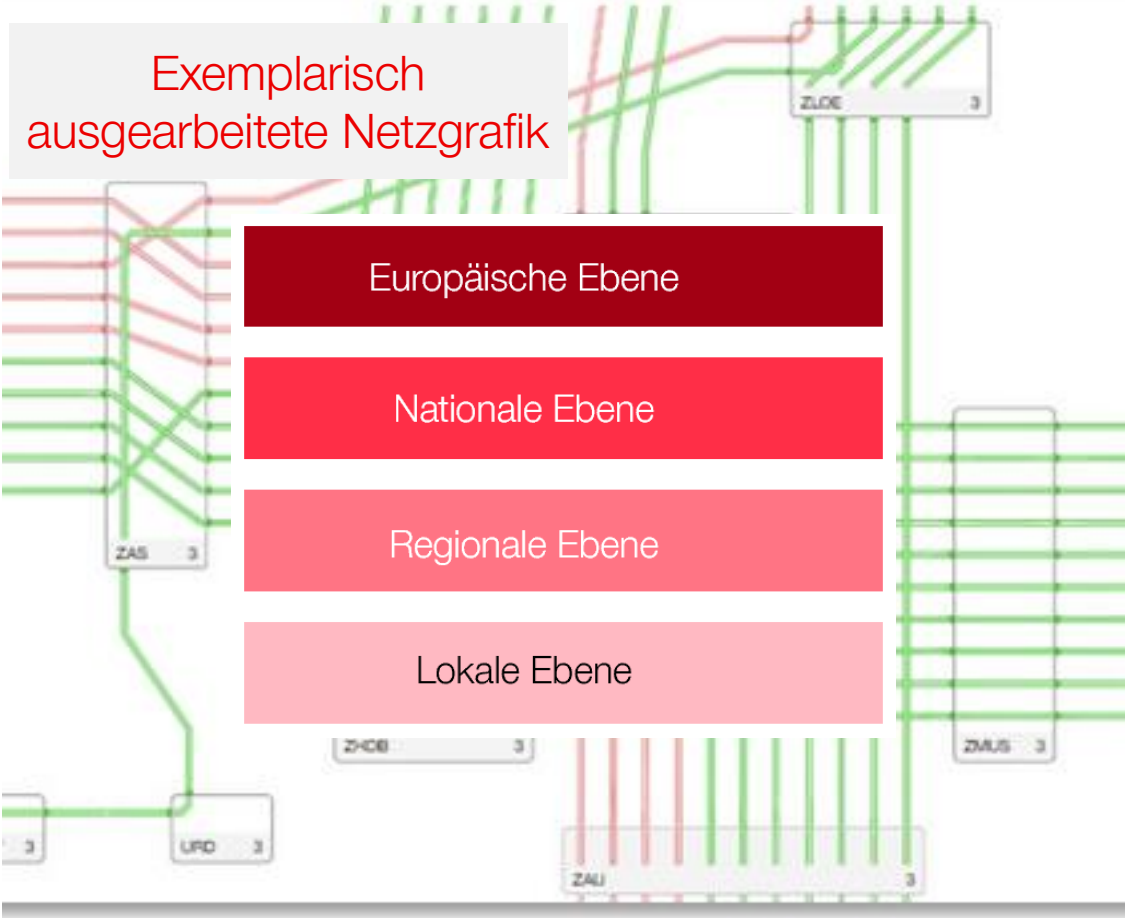 Exemplarisch
ausgearbeitete Netzgrafik
ZLOE 3
Europäische Ebene
Nationale Ebene
Regionale Ebene
Lokale Ebene
ZAS 3
3
ZMUS 3
3
URD 3
ZAU 3